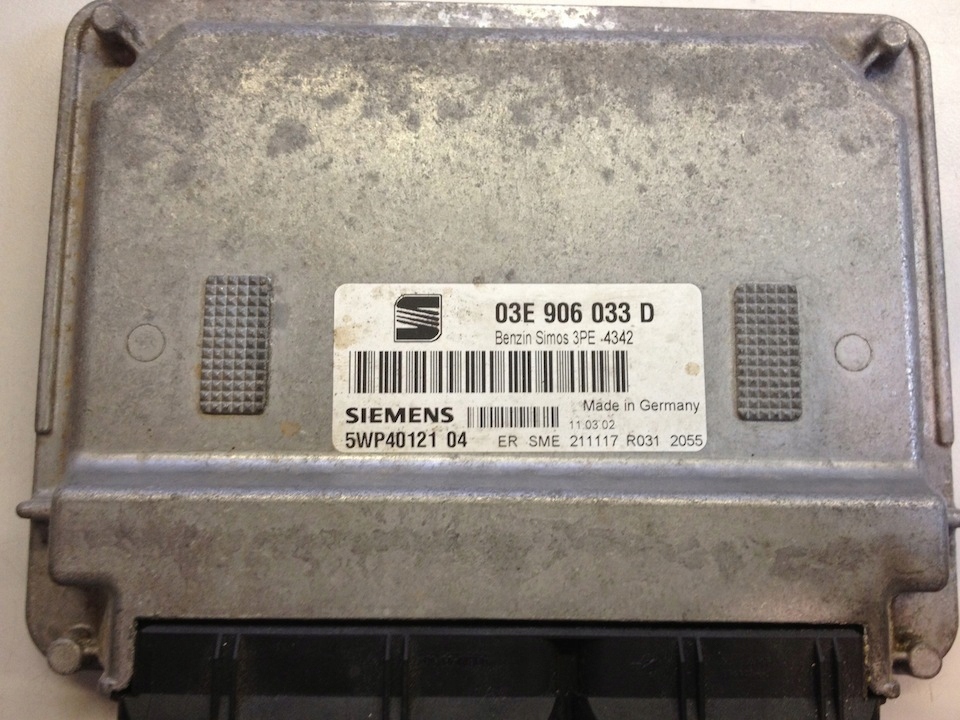 03E 906 033 D
Benzin Simos 3PE -4342
Made in Germany
SIEMENS
11.03.02
5WP40121 04 ER SME 211117 R031 2055